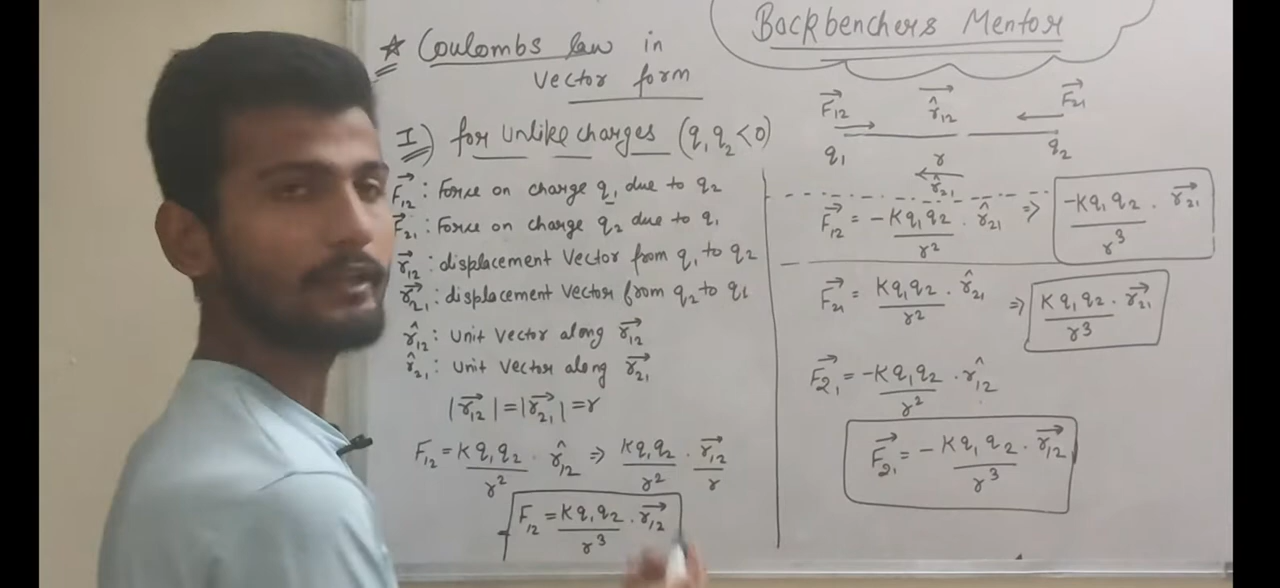 Backbenchers Mentor
☆ Coulombs law in
vector form
I) for unlike charges (q₁q₂<0)
F₁₂⃗ : Force on charge q₁ due to q₂
F₂₁⃗ : Force on charge q₂ due to q₁
r₁₂⃗ : displacement vector from q₁ to q₂
r₂₁⃗ : displacement vector from q₂ to q₁
r̂₁₂ : unit vector along r₁₂⃗
r̂₂₁ : unit vector along r₂₁⃗
|r₁₂⃗| = |r₂₁⃗| = r
F₁₂ = Kq₁q₂/r² · r̂₁₂ ⇒ Kq₁q₂/r² · r₁₂⃗/r
F₁₂ = Kq₁q₂/r³ · r₁₂⃗
F₁₂⃗ r̂₁₂ F₂₁⃗
q₁ r q₂
r̂₂₁
F₁₂⃗ = -Kq₁q₂/r² · r̂₂₁ ⇒ -Kq₁q₂/r³ · r₂₁⃗
F₂₁⃗ = Kq₁q₂/r² · r̂₂₁ ⇒ Kq₁q₂/r³ · r₂₁⃗
F₂₁⃗ = -Kq₁q₂/r² · r̂₁₂
F₂₁⃗ = -Kq₁q₂/r³ · r₁₂⃗